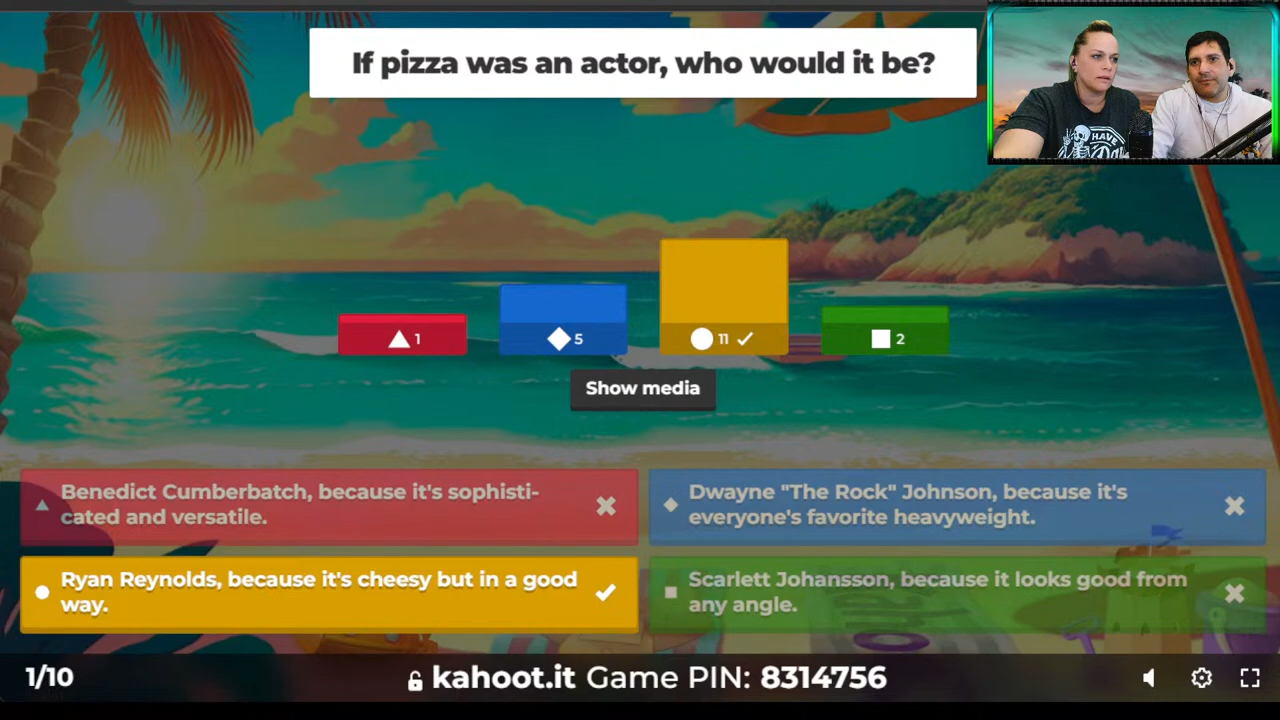 If pizza was an actor, who would it be?
HAVE
1
5
11
2
Show media
Benedict Cumberbatch, because it's sophisti-
cated and versatile.
Dwayne "The Rock" Johnson, because it's
everyone's favorite heavyweight.
Ryan Reynolds, because it's cheesy but in a good
way.
Scarlett Johansson, because it looks good from
any angle.
1/10
kahoot.it Game PIN: 8314756